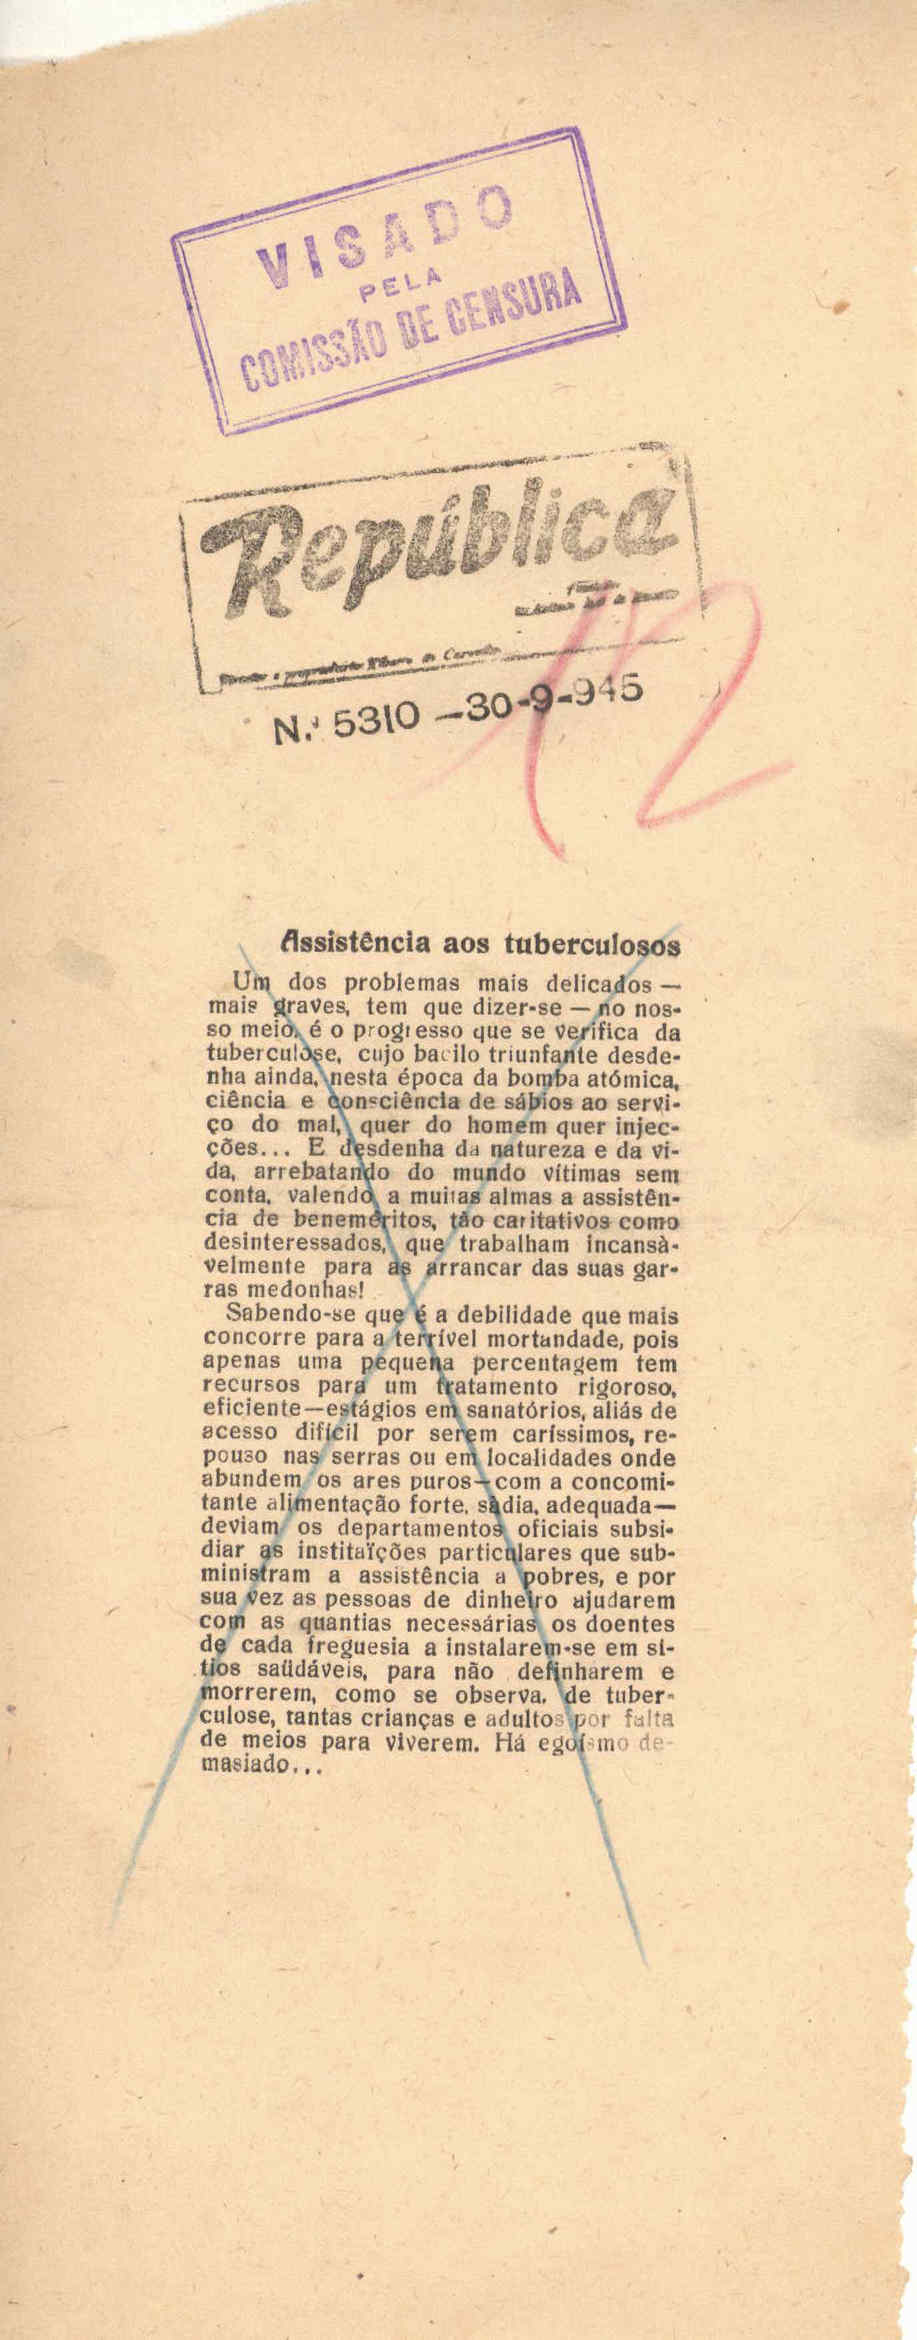 VISADO
PELA
COMISSÃO DE CENSURA
República
N.º 5310 -30-9-945
12
Assistência aos tuberculosos
Um dos problemas mais delicados —
mais graves, tem que dizer-se — no nos-
so meio, é o progresso que se verifica da
tuberculose, cujo bacilo triunfante desde-
nha ainda, nesta época da bomba atómica,
ciência e consciência de sábios ao servi-
ço do mal, quer do homem quer injec-
ções... E desdenha da natureza e da vi-
da, arrebatando do mundo vítimas sem
conta, valendo a muitas almas a assistên-
cia de beneméritos, tão caritativos como
desinteressados, que trabalham incansà-
velmente para as arrancar das suas gar-
ras medonhas!
Sabendo-se que é a debilidade que mais
concorre para a terrível mortandade, pois
apenas uma pequena percentagem tem
recursos para um tratamento rigoroso,
eficiente—estágios em sanatórios, aliás de
acesso difícil por serem caríssimos, re-
pouso nas serras ou em localidades onde
abundem os ares puros—com a concomi-
tante alimentação forte, sàdia, adequada—
deviam os departamentos oficiais subsi-
diar as institaïções particulares que sub-
ministram a assistência a pobres, e por
sua vez as pessoas de dinheiro ajudarem
com as quantias necessárias os doentes
de cada freguesia a instalarem-se em sí-
tios saüdáveis, para não definharem e
morrerem, como se observa, de tuber-
culose, tantas crianças e adultos por falta
de meios para viverem. Há egoísmo de-
masiado...